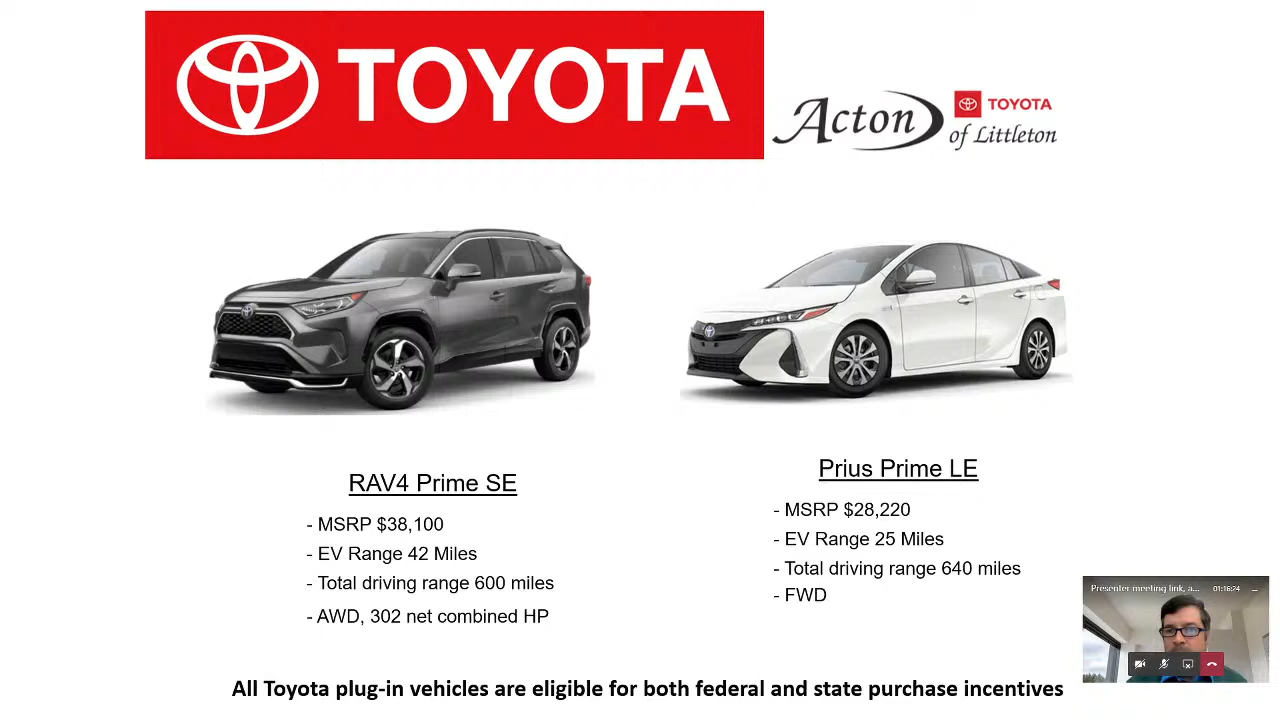 TOYOTA
Acton
TOYOTA
of Littleton
RAV4 Prime SE
- MSRP $38,100
- EV Range 42 Miles
- Total driving range 600 miles
- AWD, 302 net combined HP
Prius Prime LE
- MSRP $28,220
- EV Range 25 Miles
- Total driving range 640 miles
- FWD
Presenter meeting link, a... 01:16:24
All Toyota plug-in vehicles are eligible for both federal and state purchase incentives